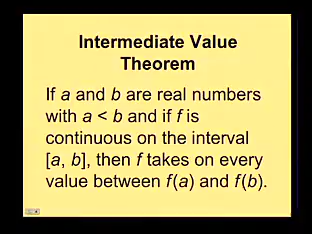 Intermediate Value
Theorem
If a and b are real numbers
with a < b and if f is
continuous on the interval
[a, b], then f takes on every
value between f(a) and f(b).